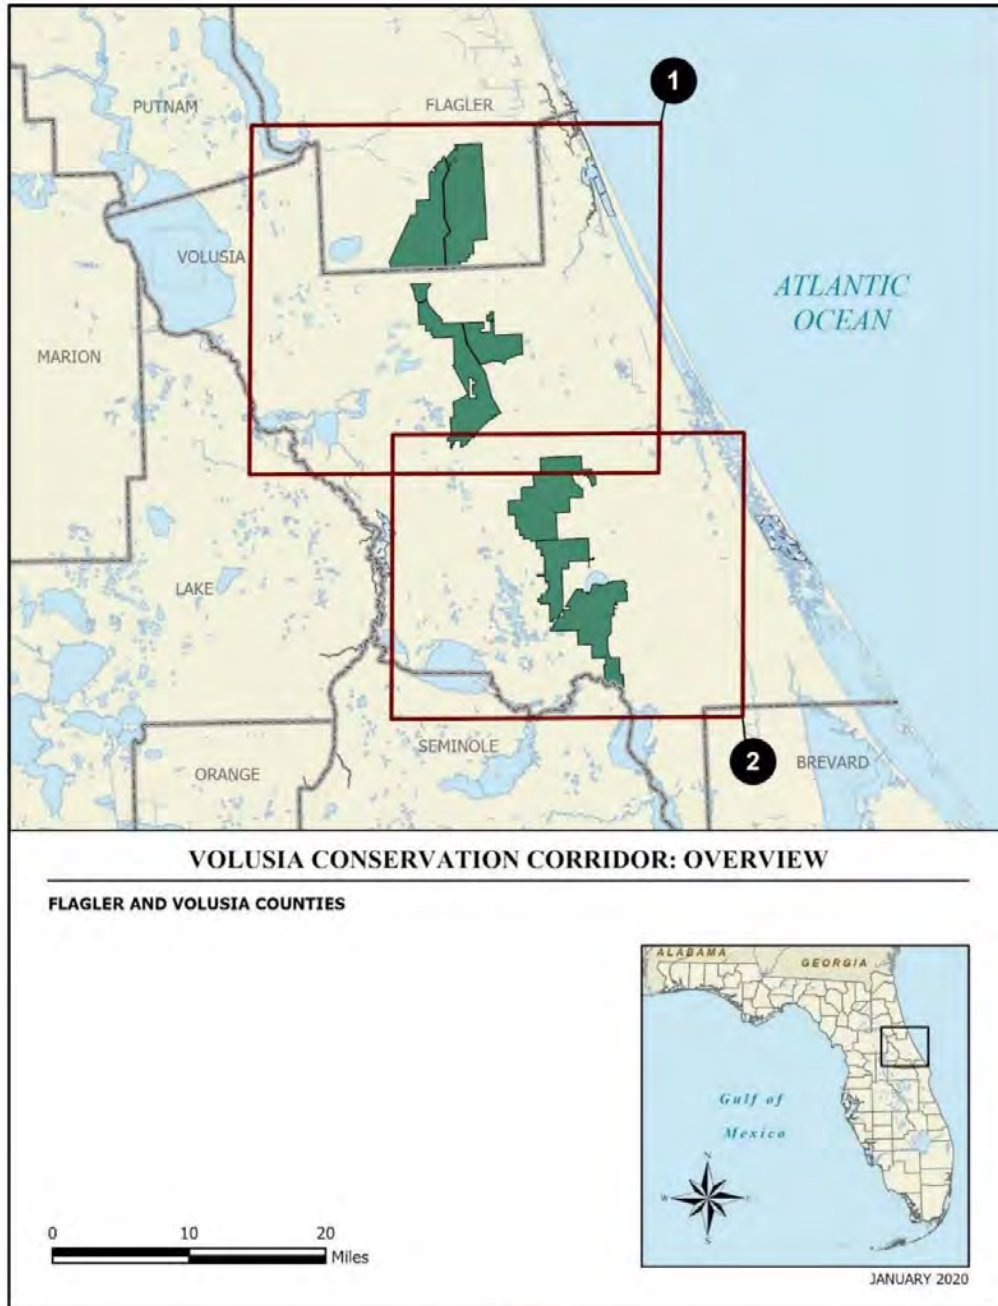 1
PUTNAM
FLAGLER
VOLUSIA
ATLANTIC
OCEAN
MARION
LAKE
SEMINOLE
ORANGE
2
BREVARD
VOLUSIA CONSERVATION CORRIDOR: OVERVIEW
FLAGLER AND VOLUSIA COUNTIES
ALABAMA
GEORGIA
Gulf of
Mexico
N
W
E
S
0 10 20
Miles
JANUARY 2020